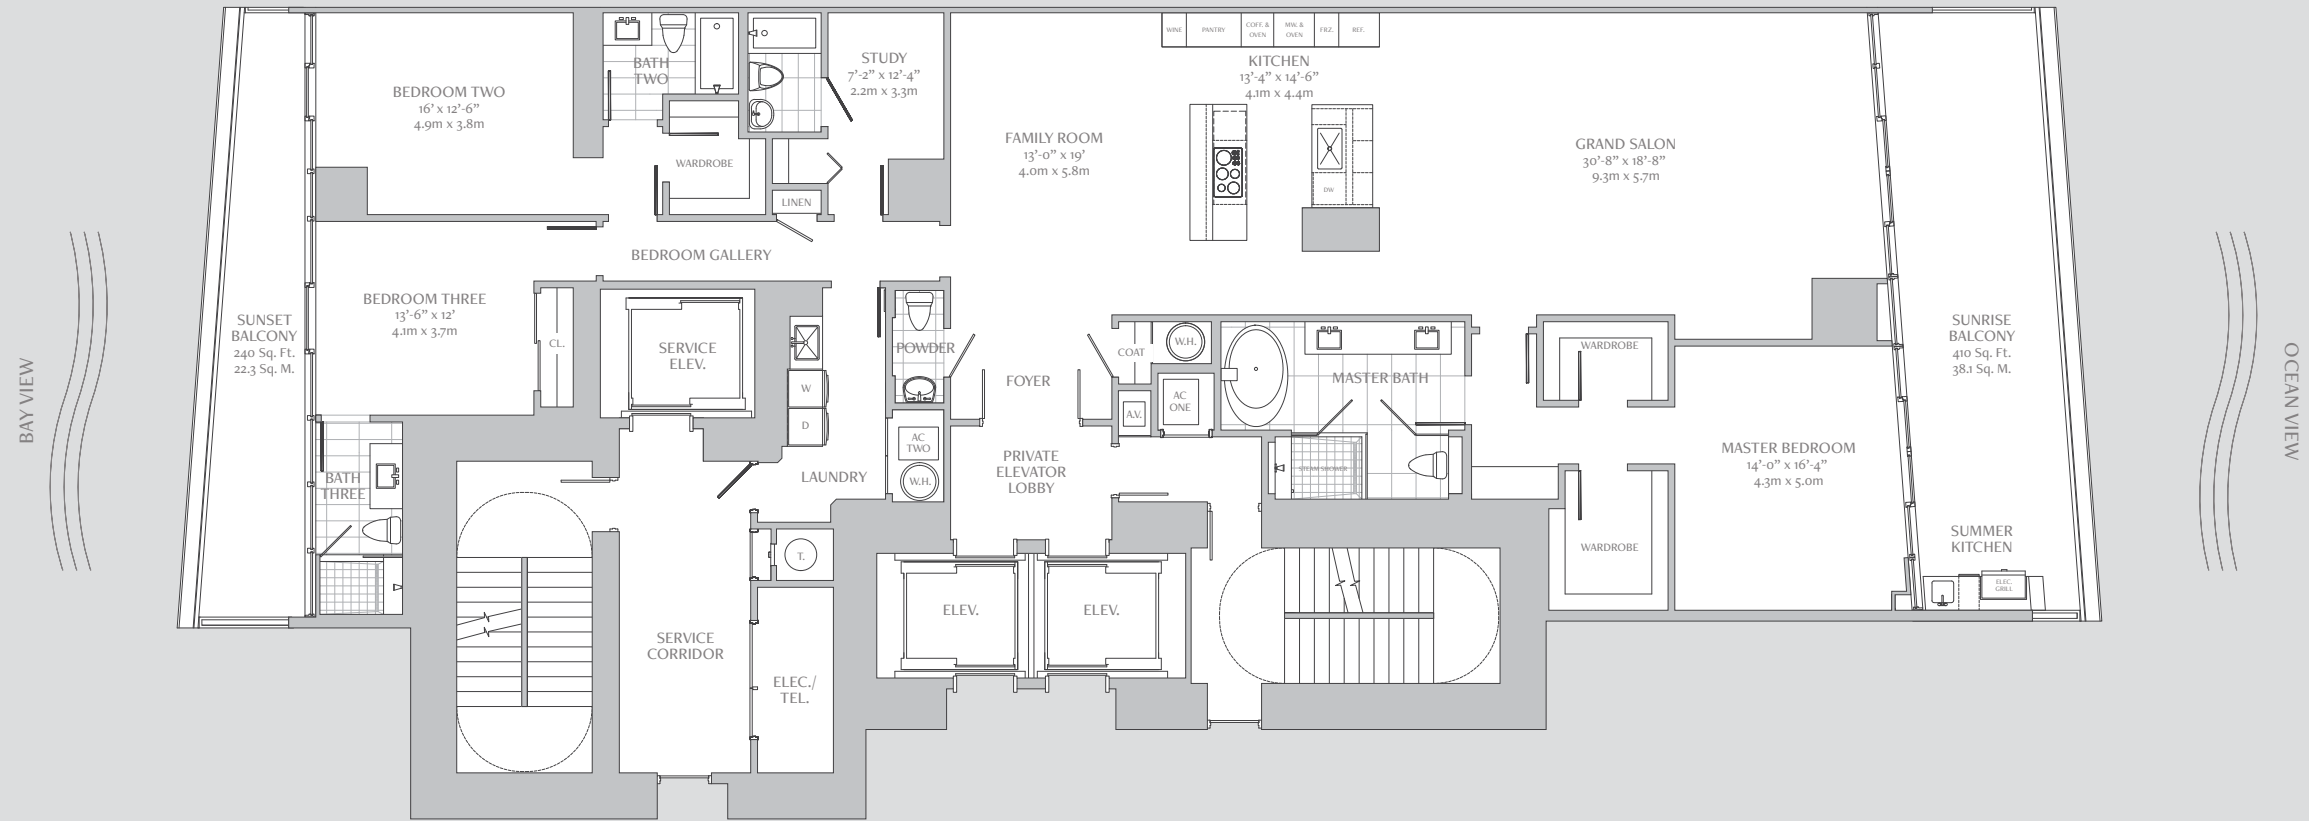 BAY VIEW
SUNSET
BALCONY
240 Sq. Ft.
22.3 Sq. M.
BEDROOM TWO
16' x 12'-6"
4.9m x 3.8m
BATH
TWO
WARDROBE
LINEN
STUDY
7'-2" x 12'-4"
2.2m x 3.3m
BEDROOM GALLERY
BEDROOM THREE
13'-6" x 12'
4.1m x 3.7m
CL.
BATH
THREE
SERVICE
ELEV.
W
D
LAUNDRY
POWDER
AC
TWO
W.H.
T.
SERVICE
CORRIDOR
ELEC./
TEL.
FAMILY ROOM
13'-0" x 19'
4.0m x 5.8m
WINE
PANTRY
COFF. &
OVEN
MW. &
OVEN
FRZ.
REF.
KITCHEN
13'-4" x 14'-6"
4.1m x 4.4m
DW
GRAND SALON
30'-8" x 18'-8"
9.3m x 5.7m
FOYER
COAT
W.H.
A.V.
AC
ONE
PRIVATE
ELEVATOR
LOBBY
ELEV.
ELEV.
MASTER BATH
STEAM SHOWER
WARDROBE
WARDROBE
MASTER BEDROOM
14'-0" x 16'-4"
4.3m x 5.0m
SUNRISE
BALCONY
410 Sq. Ft.
38.1 Sq. M.
SUMMER
KITCHEN
ELEC.
GRILL
OCEAN VIEW